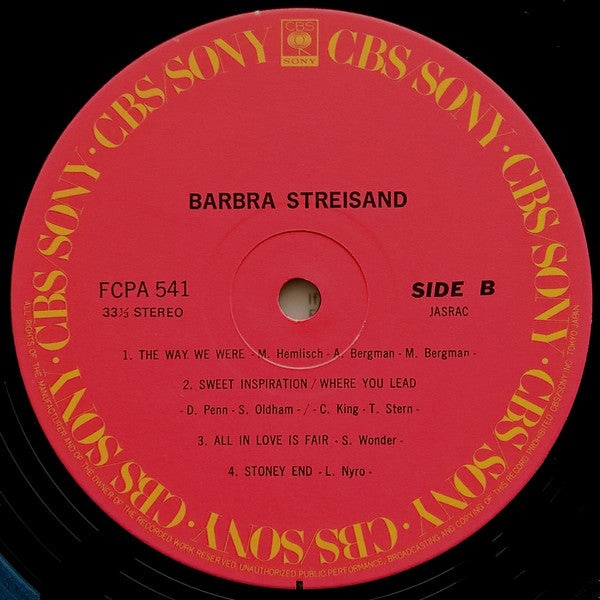 CBS/SONY · CBS/SONY · CBS/SONY · CBS/SONY · CBS/SONY · CBS/SONY · CBS/SONY · CBS/SONY
CBS
SONY
BARBRA STREISAND
FCPA 541
33⅓ STEREO
SIDE B
JASRAC
1. THE WAY WE WERE - M. Hemlisch - A. Bergman - M. Bergman -
2. SWEET INSPIRATION / WHERE YOU LEAD
- D. Penn - S. Oldham - / - C. King - T. Stern -
3. ALL IN LOVE IS FAIR - S. Wonder -
4. STONEY END - L. Nyro -
ALL RIGHTS OF THE MANUFACTURER AND OF THE OWNER OF THE RECORDED WORK RESERVED. UNAUTHORIZED PUBLIC PERFORMANCE, BROADCASTING AND COPYING OF THIS RECORD PROHIBITED. CBS/SONY INC. TOKYO JAPAN